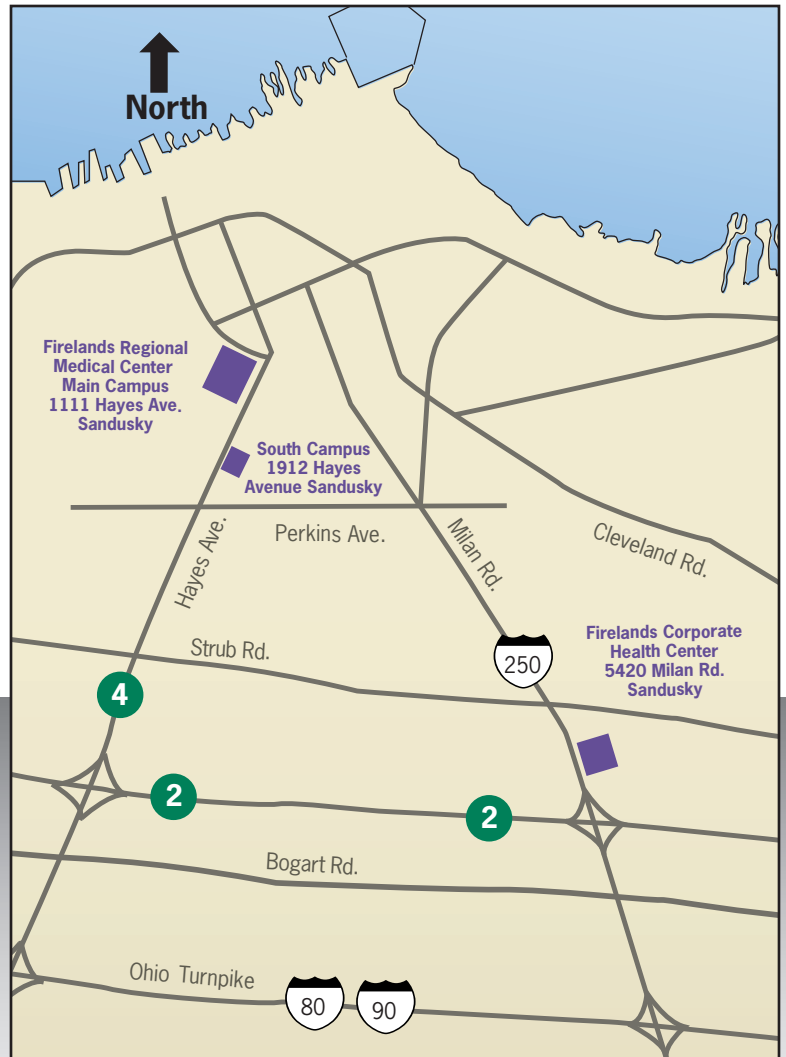 North
Firelands Regional
Medical Center
Main Campus
1111 Hayes Ave.
Sandusky
South Campus
1912 Hayes
Avenue Sandusky
Perkins Ave.
Hayes Ave.
Milan Rd.
Cleveland Rd.
Strub Rd.
250
Firelands Corporate
Health Center
5420 Milan Rd.
Sandusky
4
2
2
Bogart Rd.
Ohio Turnpike
80
90